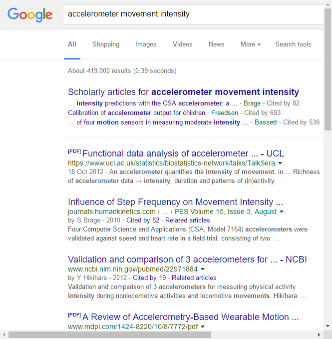 Google accelerometer movement intensity
All Shopping Images Videos News More ▾ Search tools
About 419,000 results (0.39 seconds)
Scholarly articles for accelerometer movement intensity
... intensity predictions with the CSA accelerometer: a ... - Brage - Cited by 82
Calibration of accelerometer output for children - Freedson - Cited by 393
... of four motion sensors in measuring moderate intensity ... - Bassett - Cited by 539
[PDF] Functional data analysis of accelerometer ... - UCL
https://www.ucl.ac.uk/statistics/biostatistics-network/talks/TalkSera ▾
18 Oct 2012 - An accelerometer quantifies the intensity of movement, in ... Richness
of accelerometer data → intensity, duration and patterns of (in)activity.
Influence of Step Frequency on Movement Intensity ...
journals.humankinetics.com › ... › PES Volume 15, Issue 3, August ▾
by S Brage - 2010 - Cited by 82 - Related articles
Four Computer Science and Applications (CSA, Model 7164) accelerometers were
validated against speed and heart rate in a field trial, consisting of two ...
Validation and comparison of 3 accelerometers for ... - NCBI
www.ncbi.nlm.nih.gov/pubmed/22971884 ▾
by Y Hikihara - 2012 - Cited by 19 - Related articles
Validation and comparison of 3 accelerometers for measuring physical activity
intensity during nonlocomotive activities and locomotive movements. Hikihara ...
[PDF] A Review of Accelerometry-Based Wearable Motion ...
www.mdpi.com/1424-8220/10/8/7772/pdf ▾